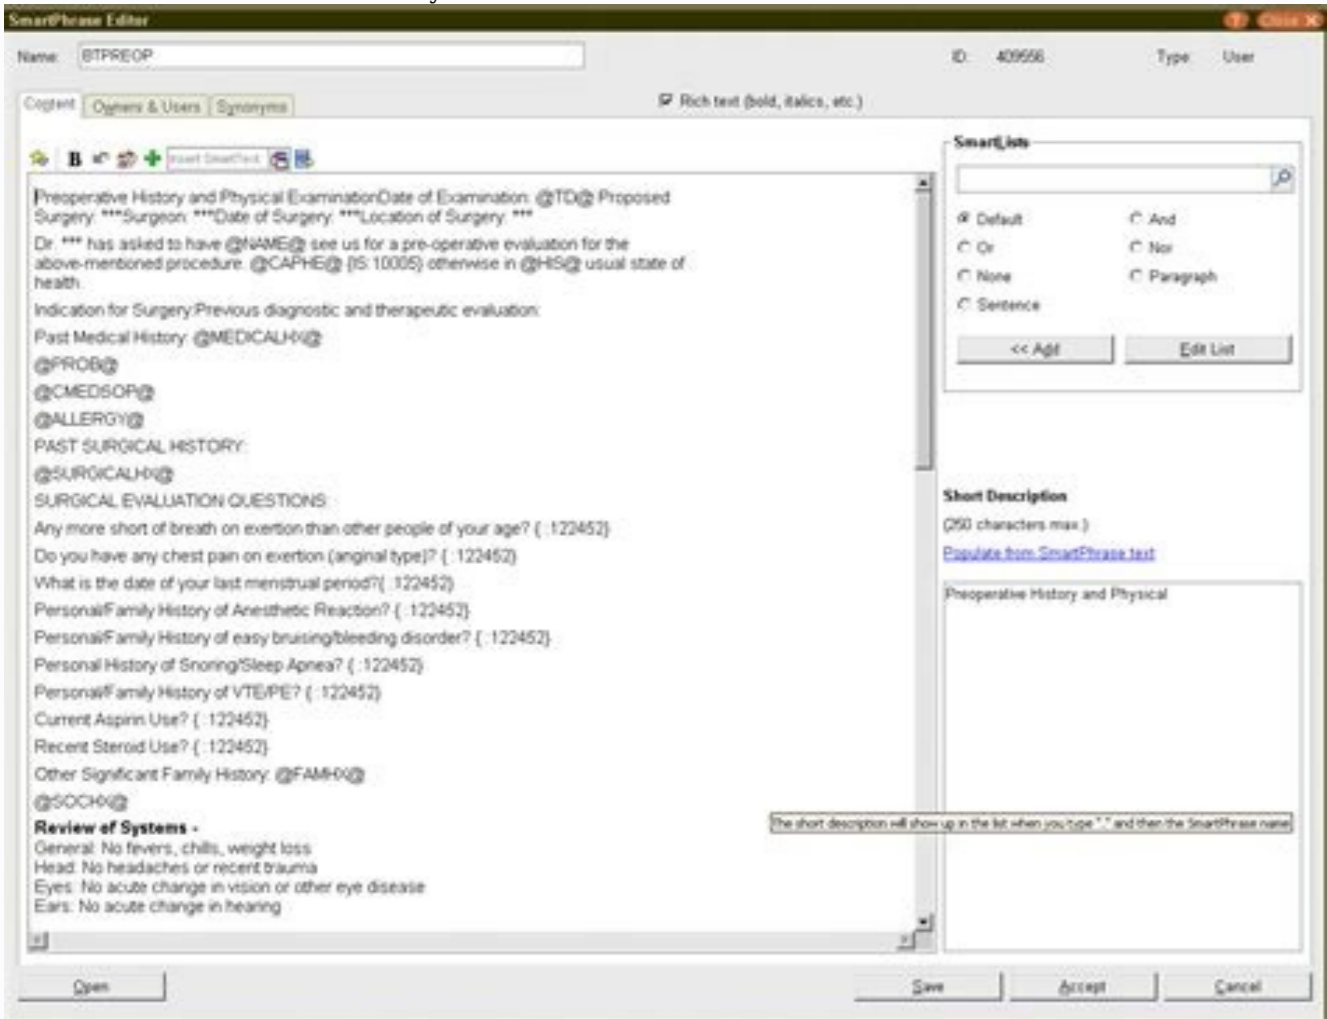 SmartPhrase Editor
Close
Name: BTPREOP
ID: 409556 Type: User
Content Owners & Users Synonyms
Rich text (bold, italics, etc.)
B Insert SmartText
SmartLists
Preoperative History and Physical ExaminationDate of Examination: @TD@ Proposed
Surgery: ***Surgeon: ***Date of Surgery: ***Location of Surgery: ***
Dr. *** has asked to have @NAME@ see us for a pre-operative evaluation for the
above-mentioned procedure. @CAPHE@ {IS:10005} otherwise in @HIS@ usual state of
health.
Indication for Surgery:Previous diagnostic and therapeutic evaluation:
Past Medical History: @MEDICALHX@
@PROB@
@CMEDSOP@
@ALLERGY@
PAST SURGICAL HISTORY:
@SURGICALHX@
SURGICAL EVALUATION QUESTIONS:
Any more short of breath on exertion than other people of your age? { :122452}
Do you have any chest pain on exertion (anginal type)? { :122452}
What is the date of your last menstrual period?{ :122452}
Personal/Family History of Anesthetic Reaction? { :122452}
Personal/Family History of easy bruising/bleeding disorder? { :122452}
Personal History of Snoring/Sleep Apnea? { :122452}
Personal/Family History of VTE/PE? { :122452}
Current Aspirin Use? { :122452}
Recent Steroid Use? { :122452}
Other Significant Family History: @FAMHX@
@SOCHX@
Review of Systems -
General: No fevers, chills, weight loss
Head: No headaches or recent trauma
Eyes: No acute change in vision or other eye disease
Ears: No acute change in hearing
Default And
Or Nor
None Paragraph
Sentence
<< Add Edit List
Short Description
(250 characters max.)
Populate from SmartPhrase text
Preoperative History and Physical
The short description will show up in the list when you type "." and then the SmartPhrase name
Open Save Accept Cancel